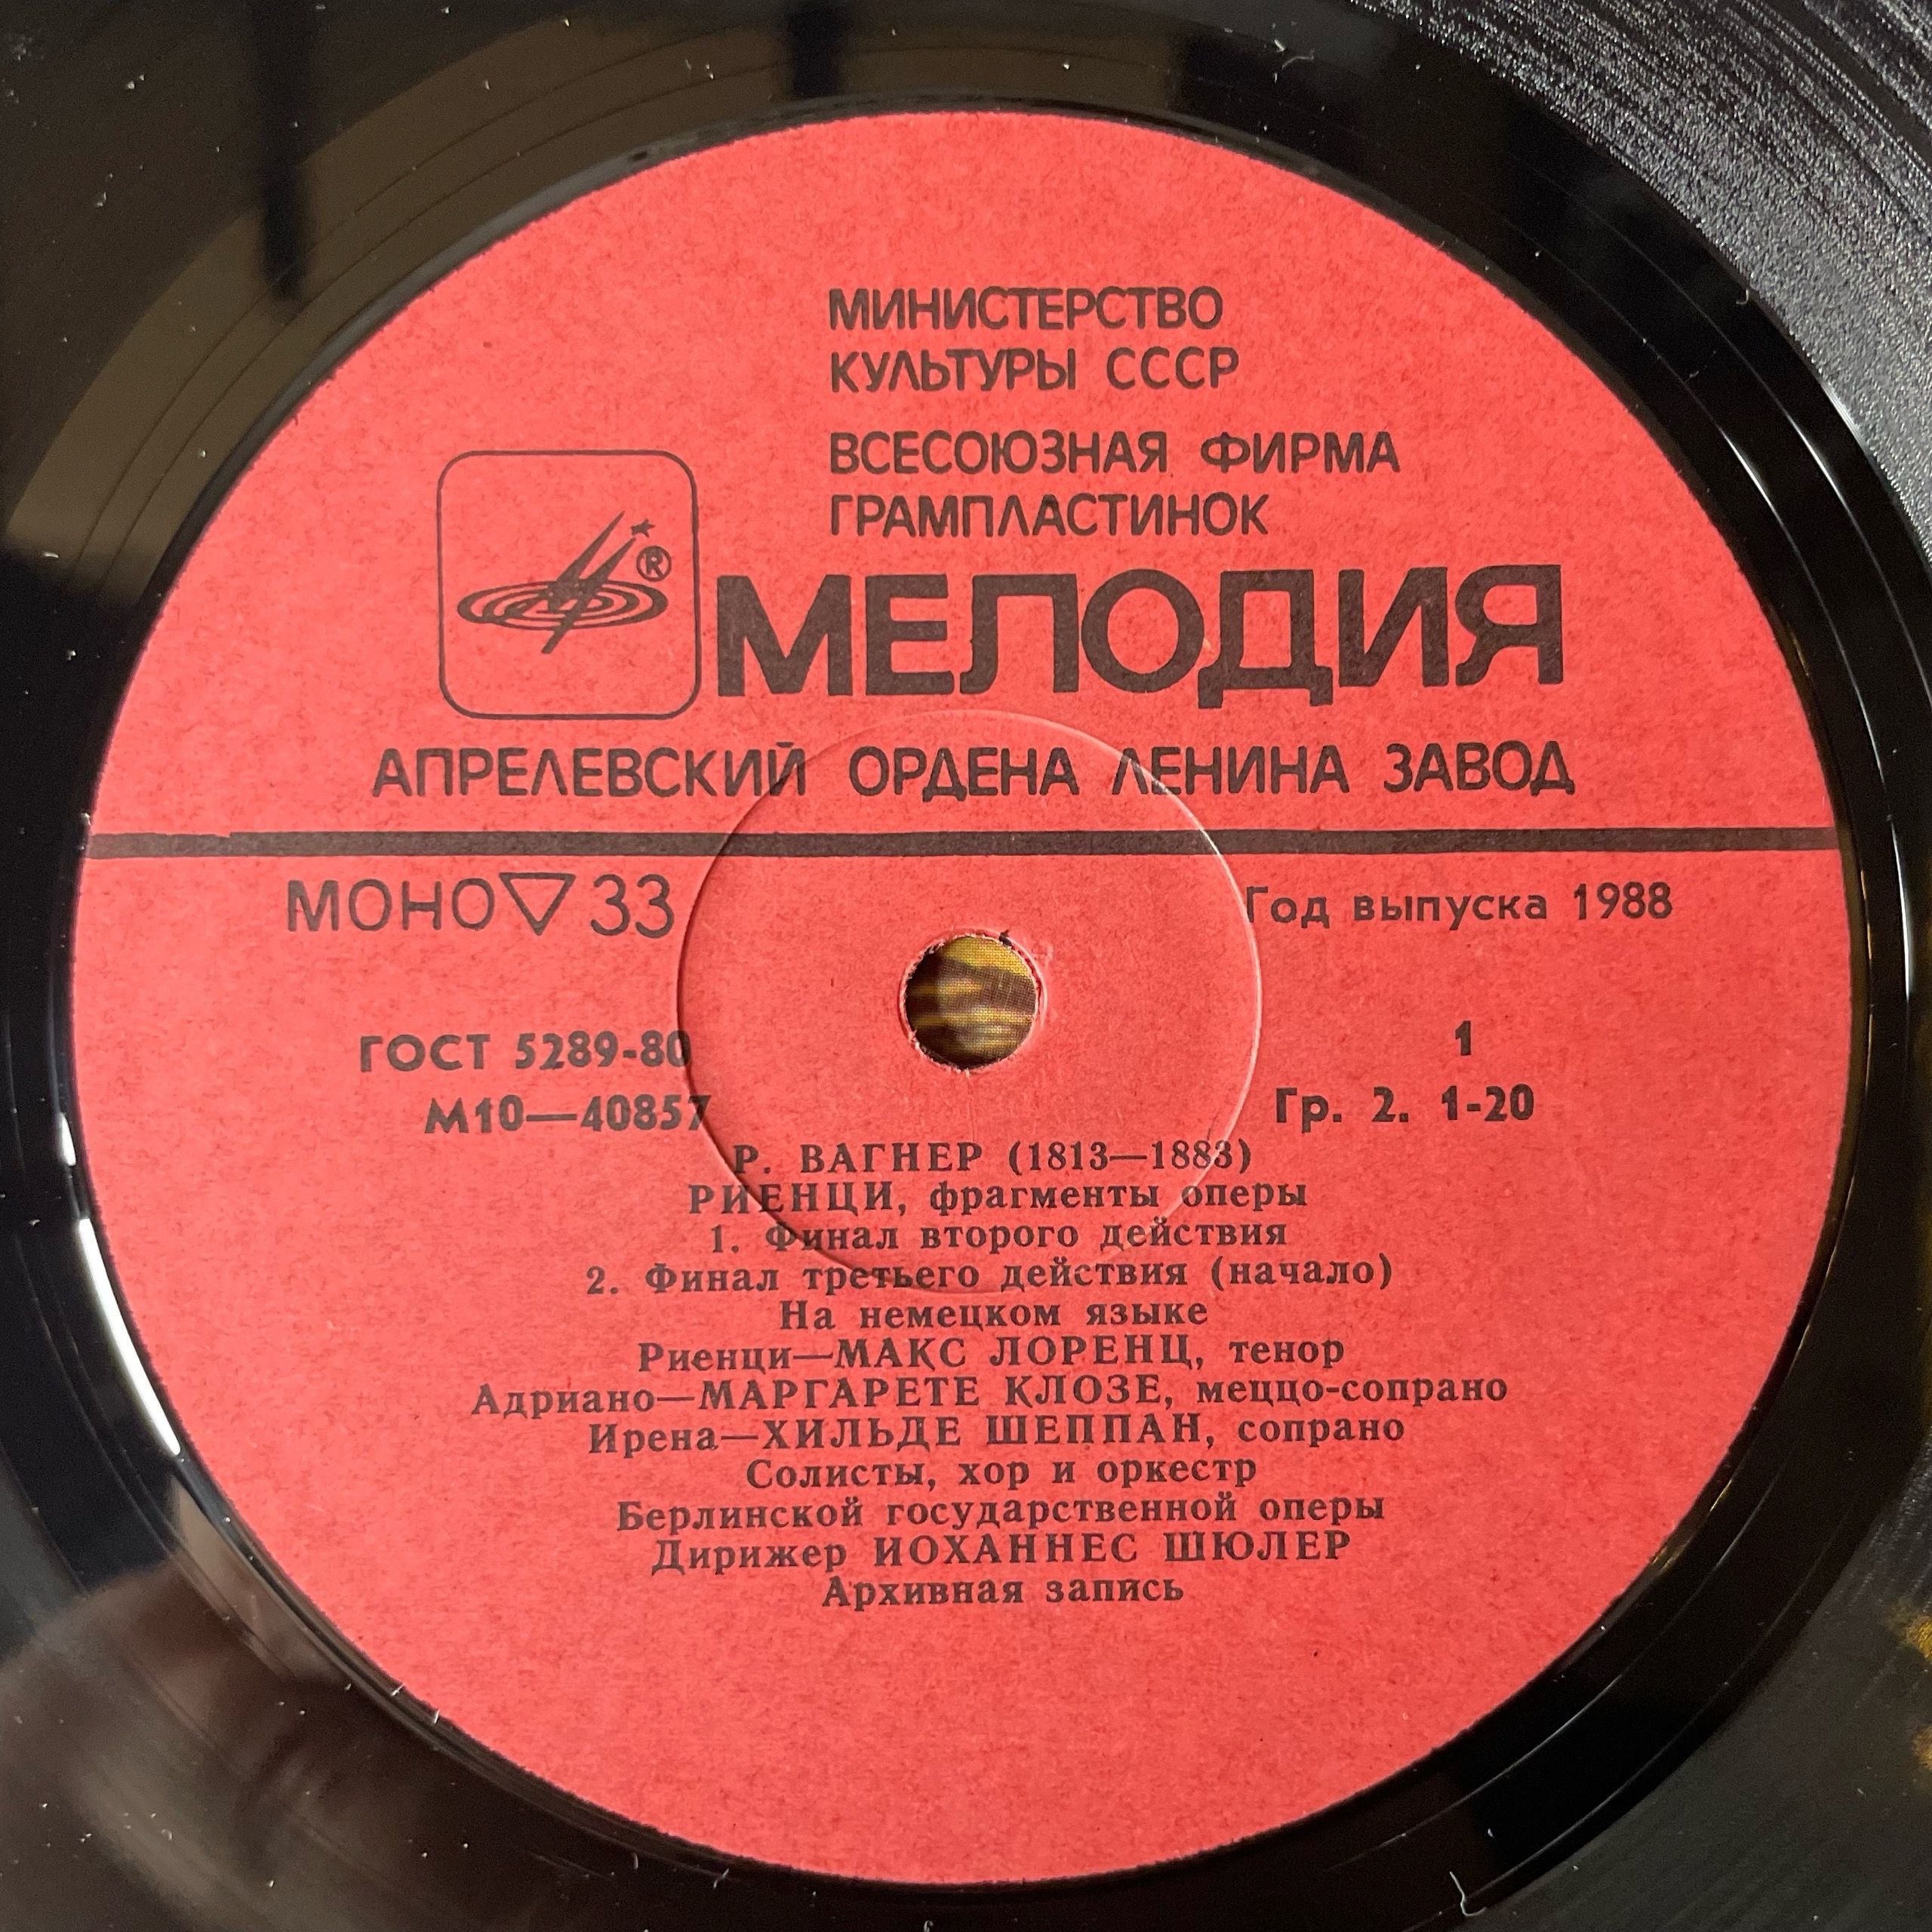 МИНИСТЕРСТВО
КУЛЬТУРЫ СССР
ВСЕСОЮЗНАЯ ФИРМА
ГРАМПЛАСТИНОК
®
МЕЛОДИЯ
АПРЕЛЕВСКИЙ ОРДЕНА ЛЕНИНА ЗАВОД
МОНО ▽ 33
Год выпуска 1988
ГОСТ 5289-80
1
М10—40857
Гр. 2. 1-20
Р. ВАГНЕР (1813—1883)
РИЕНЦИ, фрагменты оперы
1. Финал второго действия
2. Финал третьего действия (начало)
На немецком языке
Риенци—МАКС ЛОРЕНЦ, тенор
Адриано—МАРГАРЕТЕ КЛОЗЕ, меццо-сопрано
Ирена—ХИЛЬДЕ ШЕППАН, сопрано
Солисты, хор и оркестр
Берлинской государственной оперы
Дирижер ИОХАННЕС ШЮЛЕР
Архивная запись